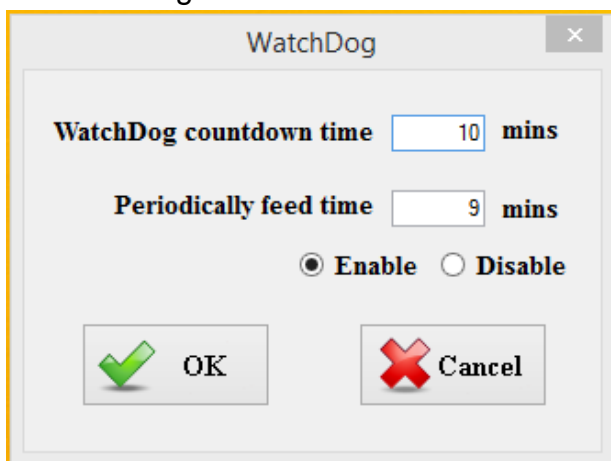 WatchDog
WatchDog countdown time 10 mins
Periodically feed time 9 mins
Enable Disable
OK Cancel